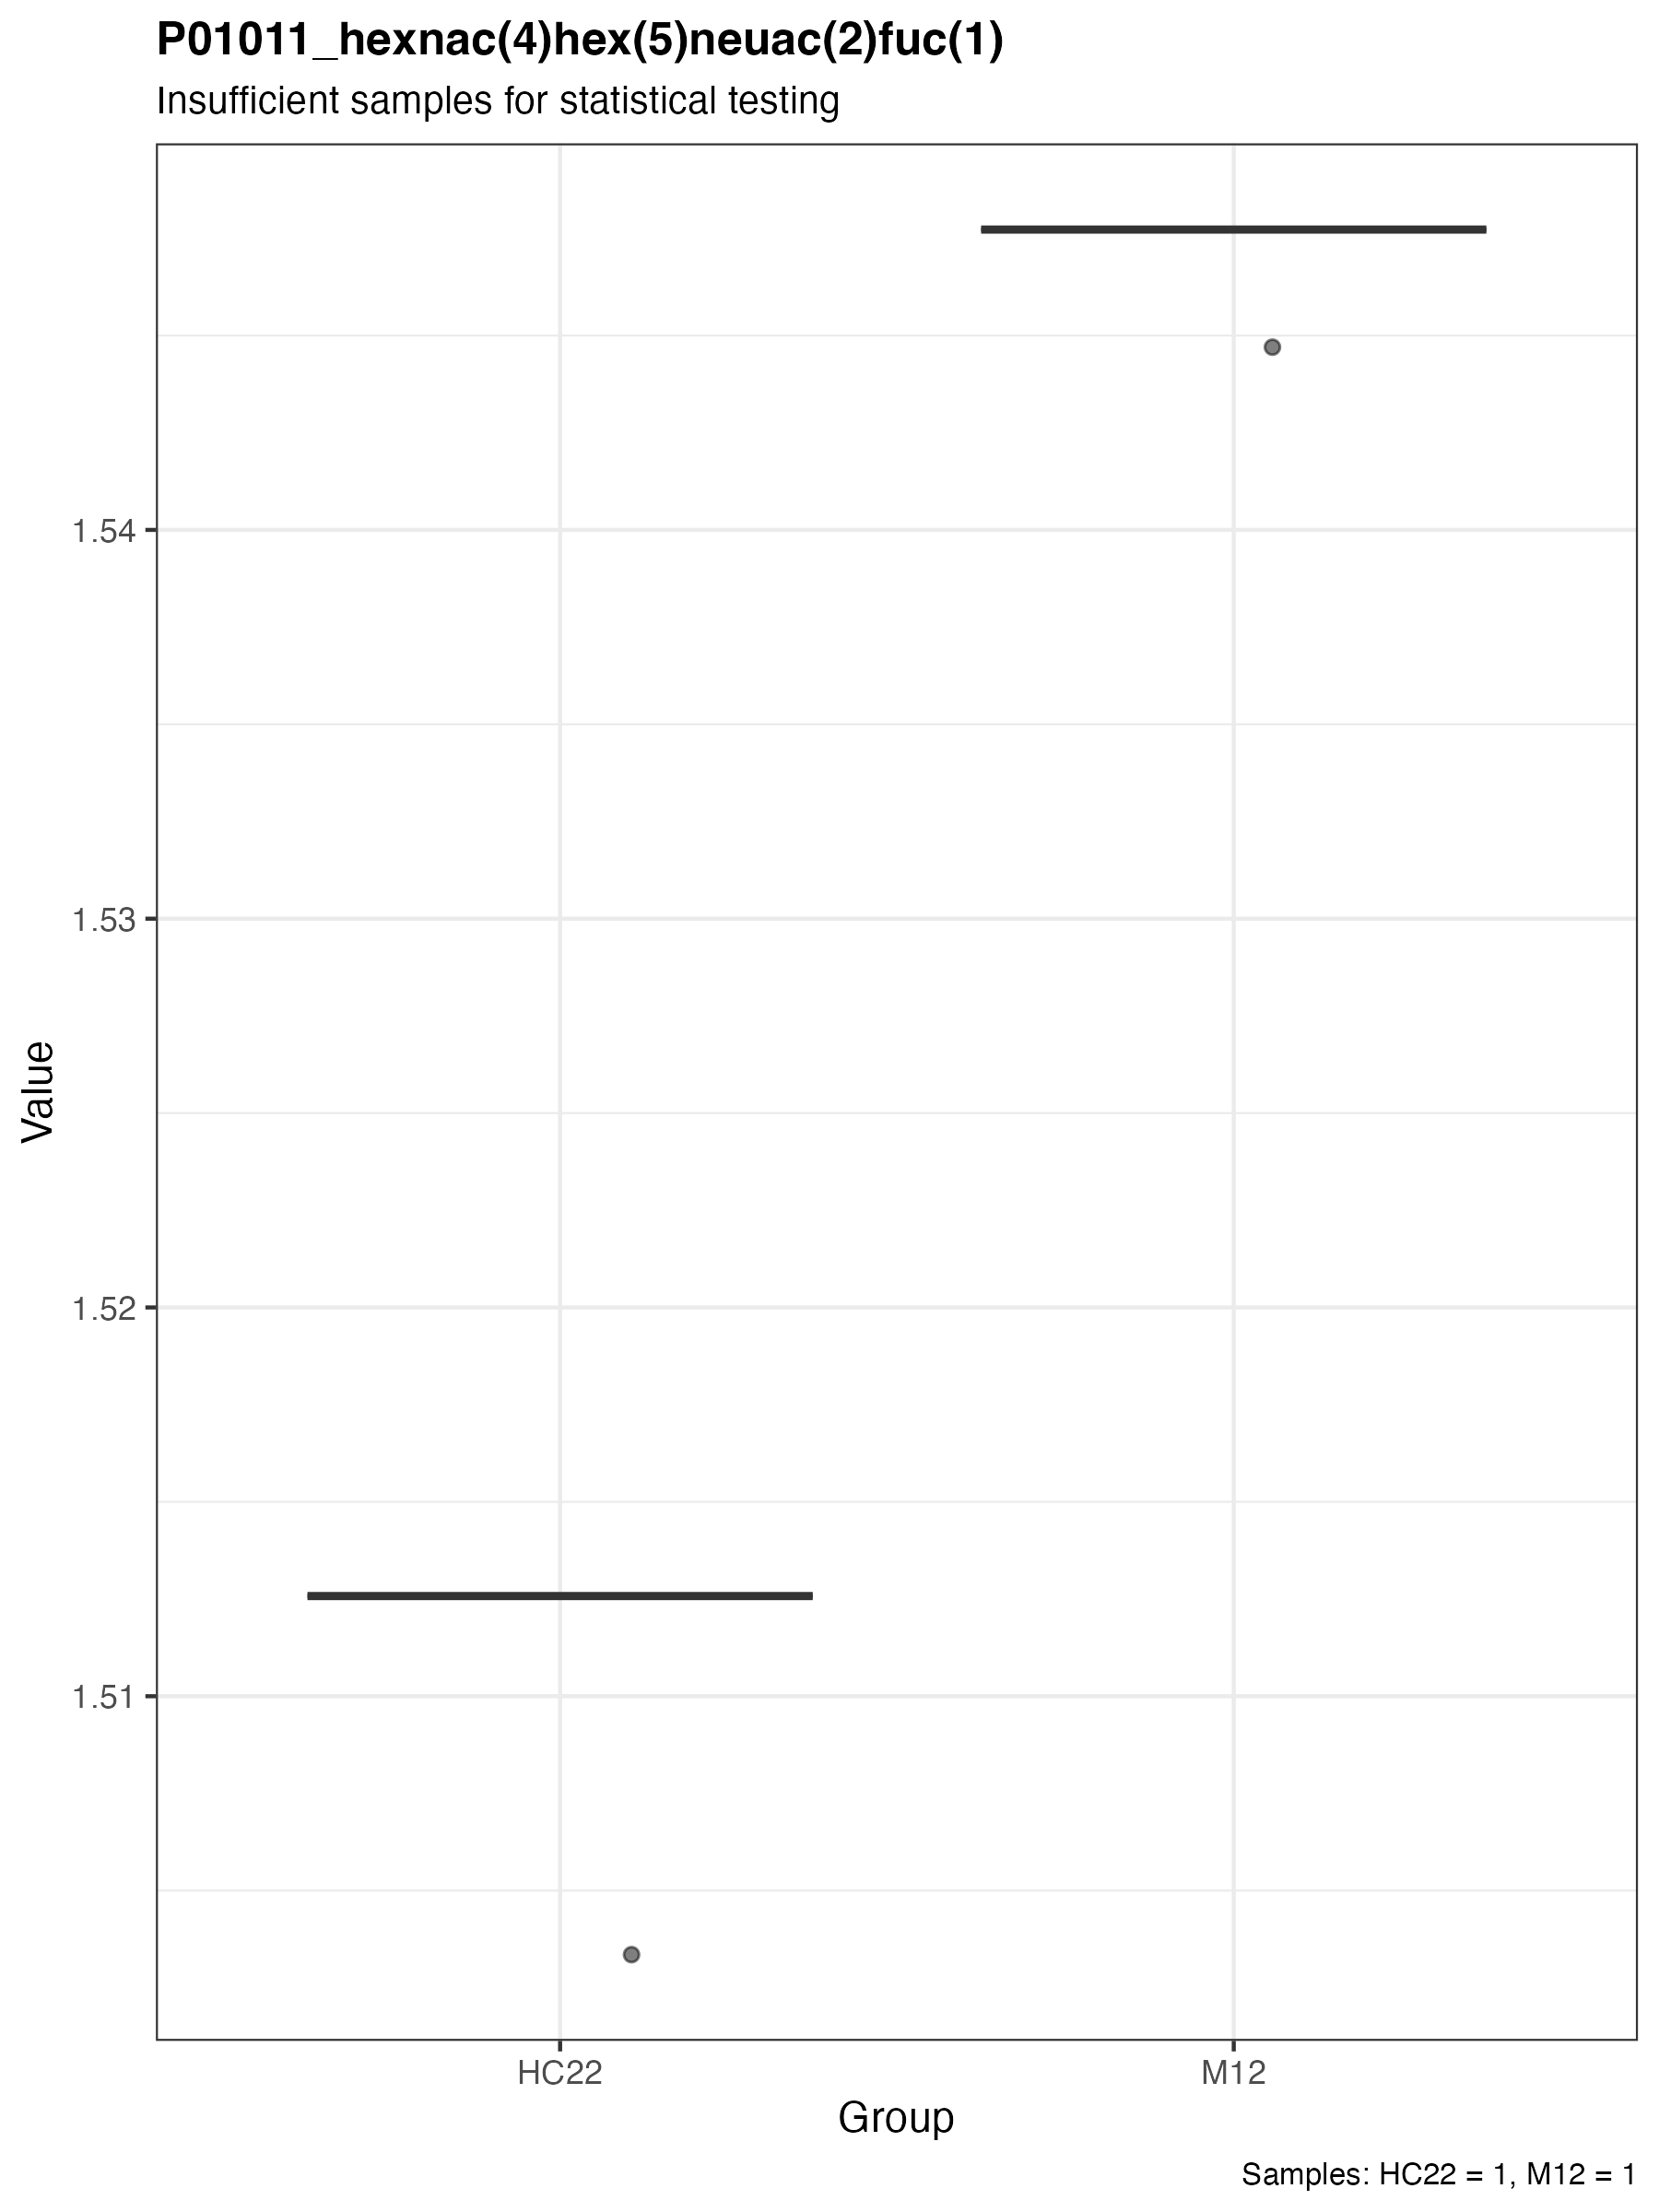 P01011_hexnac(4)hex(5)neuac(2)fuc(1)
Insufficient samples for statistical testing
1.54
1.53
1.52
1.51
Value
HC22
M12
Group
Samples: HC22 = 1, M12 = 1